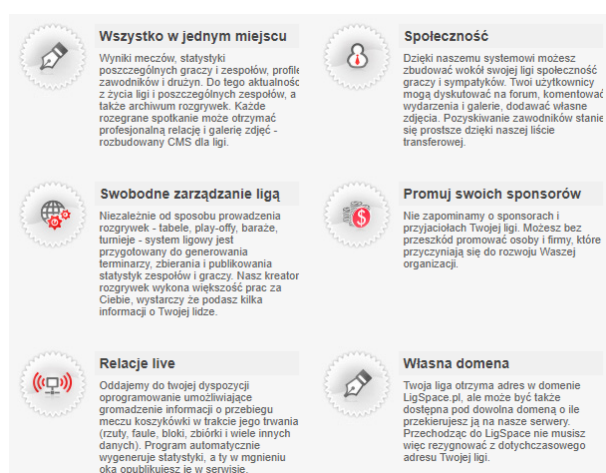 Wszystko w jednym miejscu
Wyniki meczów, statystyki
poszczególnych graczy i zespołów, profile
zawodników i drużyn. Do tego aktualnośc
z życia ligi i poszczególnych zespołów, a
także archiwum rozgrywek. Każde
rozegrane spotkanie może otrzymać
profesjonalną relację i galerię zdjęć -
rozbudowany CMS dla ligi.
Społeczność
Dzięki naszemu systemowi możesz
zbudować wokół swojej ligi społeczność
graczy i sympatyków. Twoi użytkownicy
mogą dyskutować na forum, komentować
wydarzenia i galerie, dodawać własne
zdjęcia. Pozyskiwanie zawodników stanie
się prostsze dzięki naszej liście
transferowej.
Swobodne zarządzanie ligą
Niezależnie od sposobu prowadzenia
rozgrywek - tabele, play-offy, baraże,
turnieje - system ligowy jest
przygotowany do generowania
terminarzy, zbierania i publikowania
statystyk zespołów i graczy. Nasz kreator
rozgrywek wykona większość prac za
Ciebie, wystarczy że podasz kilka
informacji o Twojej lidze.
Promuj swoich sponsorów
Nie zapominamy o sponsorach i
przyjaciołach Twojej ligi. Możesz bez
przeszkód promować osoby i firmy, które
przyczyniają się do rozwoju Waszej
organizacji.
Relacje live
Oddajemy do twojej dyspozycji
oprogramowanie umożliwiające
gromadzenie informacji o przebiegu
meczu koszykówki w trakcie jego trwania
(rzuty, faule, bloki, zbiórki i wiele innych
danych). Program automatycznie
wygeneruje statystyki, a ty w mgnieniu
oka opublikujesz je w serwisie.
Własna domena
Twoja liga otrzyma adres w domenie
LigSpace.pl, ale może być także
dostępna pod dowolna domeną o ile
przekierujesz ją na nasze serwery.
Przechodząc do LigSpace nie musisz
więc rezygnować z dotychczasowego
adresu Twojej ligi.